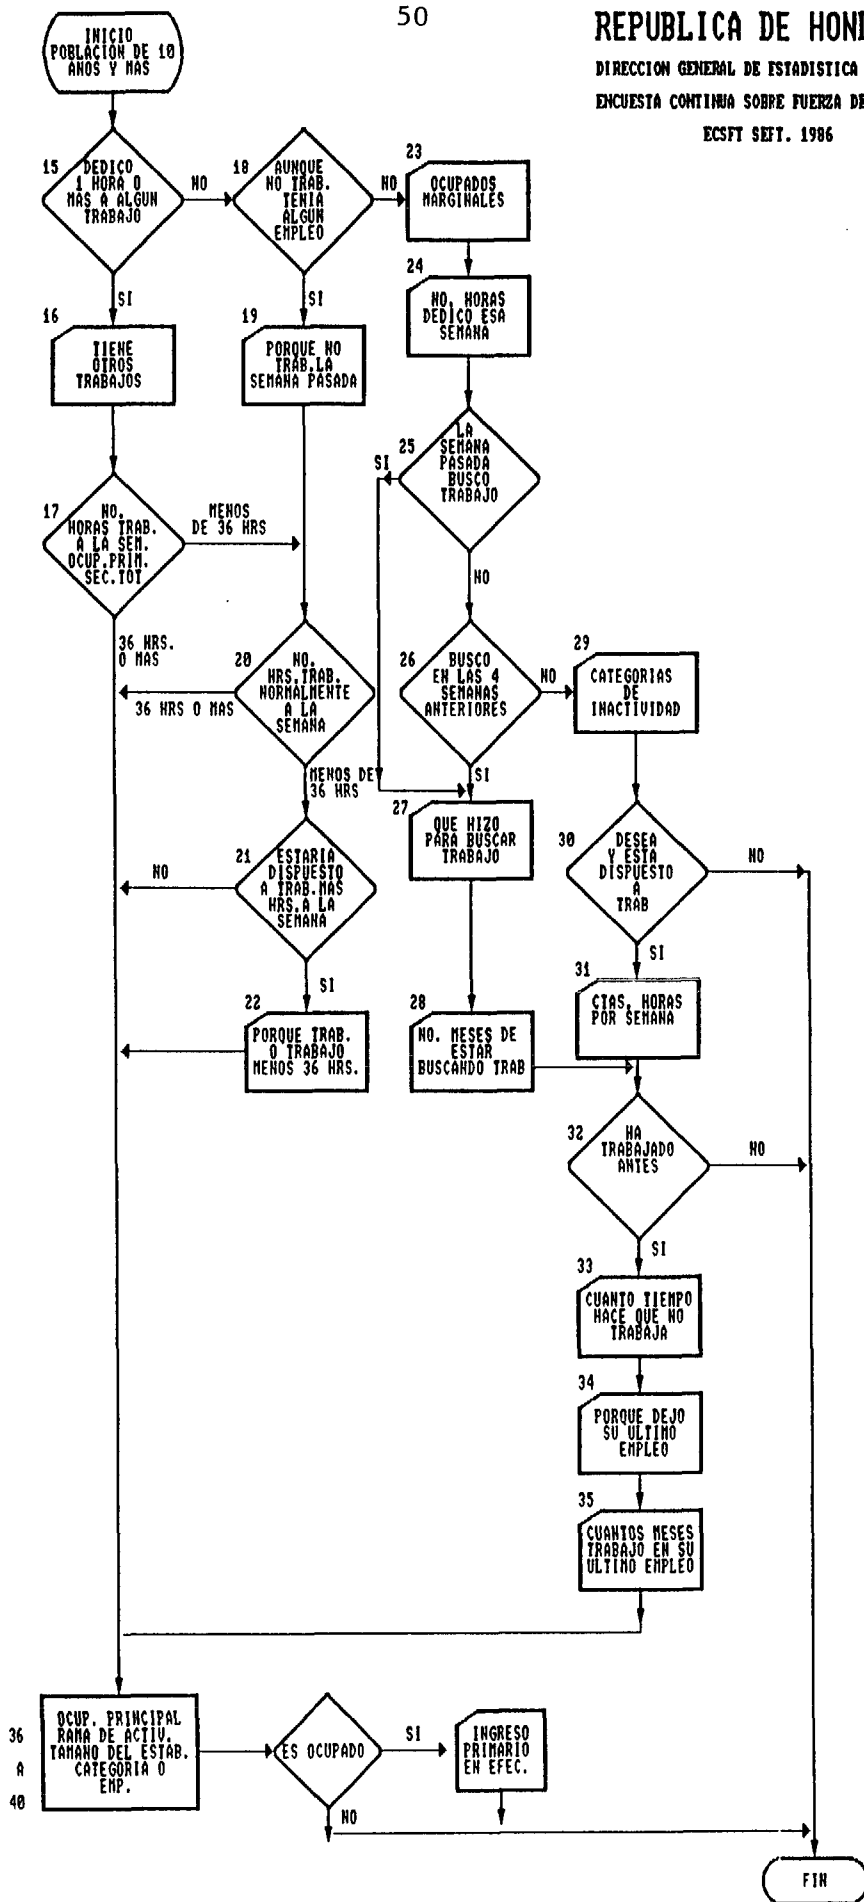 50
REPUBLICA DE HON
DIRECCION GENERAL DE ESTADISTICA
ENCUESTA CONTINUA SOBRE FUERZA DE
ECSFT SEPT. 1986
INICIO
POBLACION DE 10
ANOS Y MAS
15
DEDICO
1 HORA O
MAS A ALGUN
TRABAJO
NO
SI
18
AUNQUE
NO TRAB.
TENIA
ALGUN
EMPLEO
NO
SI
23
OCUPADOS
MARGINALES
24
NO. HORAS
DEDICO ESA
SEMANA
16
TIENE
OTROS
TRABAJOS
19
PORQUE NO
TRAB.LA
SEMANA PASADA
25
LA
SEMANA
PASADA
BUSCO
TRABAJO
SI
NO
17
NO.
HORAS TRAB.
A LA SEM.
OCUP.PRIM.
SEC.TOT
MENOS
DE 36 HRS
36 HRS.
O MAS
20
NO.
HRS.TRAB.
NORMALMENTE
A LA
SEMANA
36 HRS O MAS
MENOS DE
36 HRS
26
BUSCO
EN LAS 4
SEMANAS
ANTERIORES
NO
SI
29
CATEGORIAS
DE
INACTIVIDAD
21
ESTARIA
DISPUESTO
A TRAB.MAS
HRS.A LA
SEMANA
NO
SI
27
QUE HIZO
PARA BUSCAR
TRABAJO
30
DESEA
Y ESTA
DISPUESTO
A
TRAB
NO
SI
22
PORQUE TRAB.
O TRABAJO
MENOS 36 HRS.
28
NO. MESES DE
ESTAR
BUSCANDO TRAB
31
CTAS. HORAS
POR SEMANA
32
HA
TRABAJADO
ANTES
NO
SI
33
CUANTO TIEMPO
HACE QUE NO
TRABAJA
34
PORQUE DEJO
SU ULTIMO
EMPLEO
35
CUANTOS MESES
TRABAJO EN SU
ULTIMO EMPLEO
36
A
40
OCUP. PRINCIPAL
RAMA DE ACTIV.
TAMANO DEL ESTAB.
CATEGORIA O
EMP.
ES OCUPADO
SI
NO
INGRESO
PRIMARIO
EN EFEC.
FIN